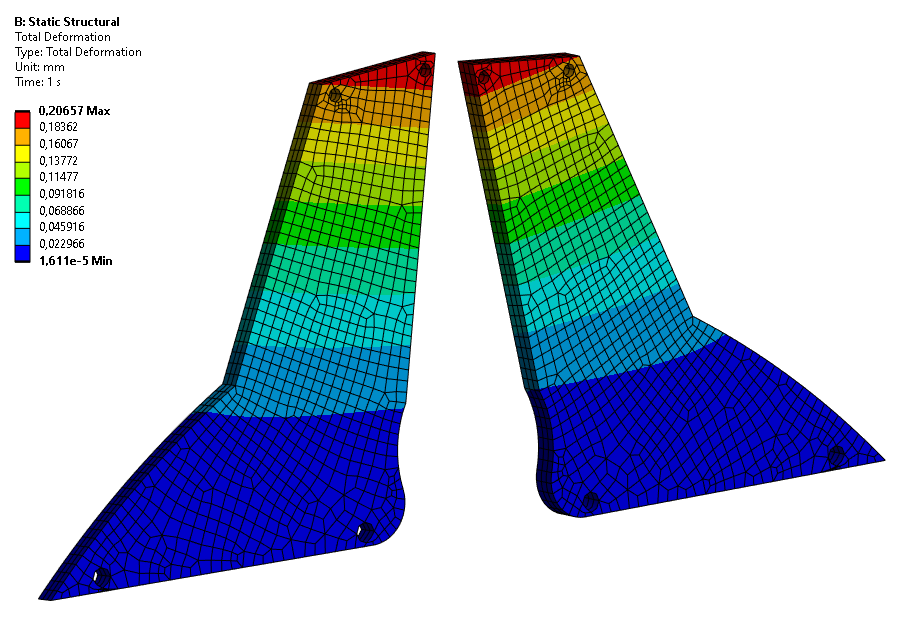 B: Static Structural
Total Deformation
Type: Total Deformation
Unit: mm
Time: 1 s
0,20657 Max
0,18362
0,16067
0,13772
0,11477
0,091816
0,068866
0,045916
0,022966
1,611e-5 Min